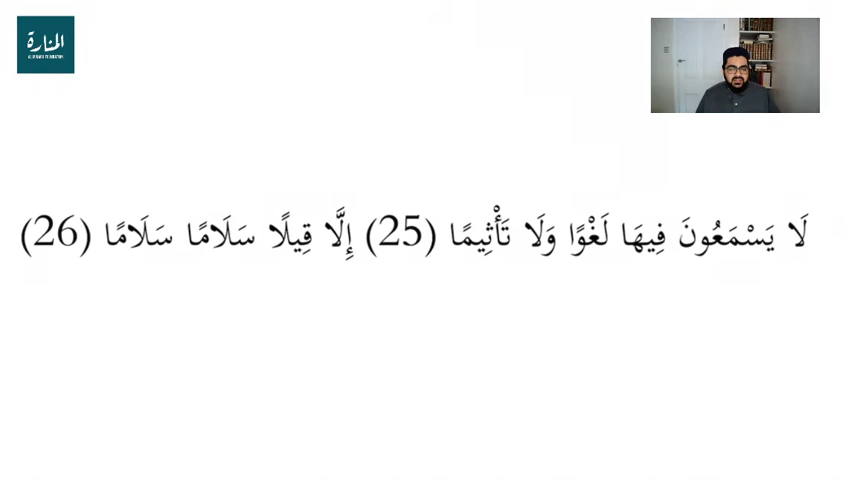 المنارة
لَا يَسْمَعُونَ فِيهَا لَغْوًا وَلَا تَأْثِيمًا (25) إِلَّا قِيلًا سَلَامًا سَلَامًا (26)